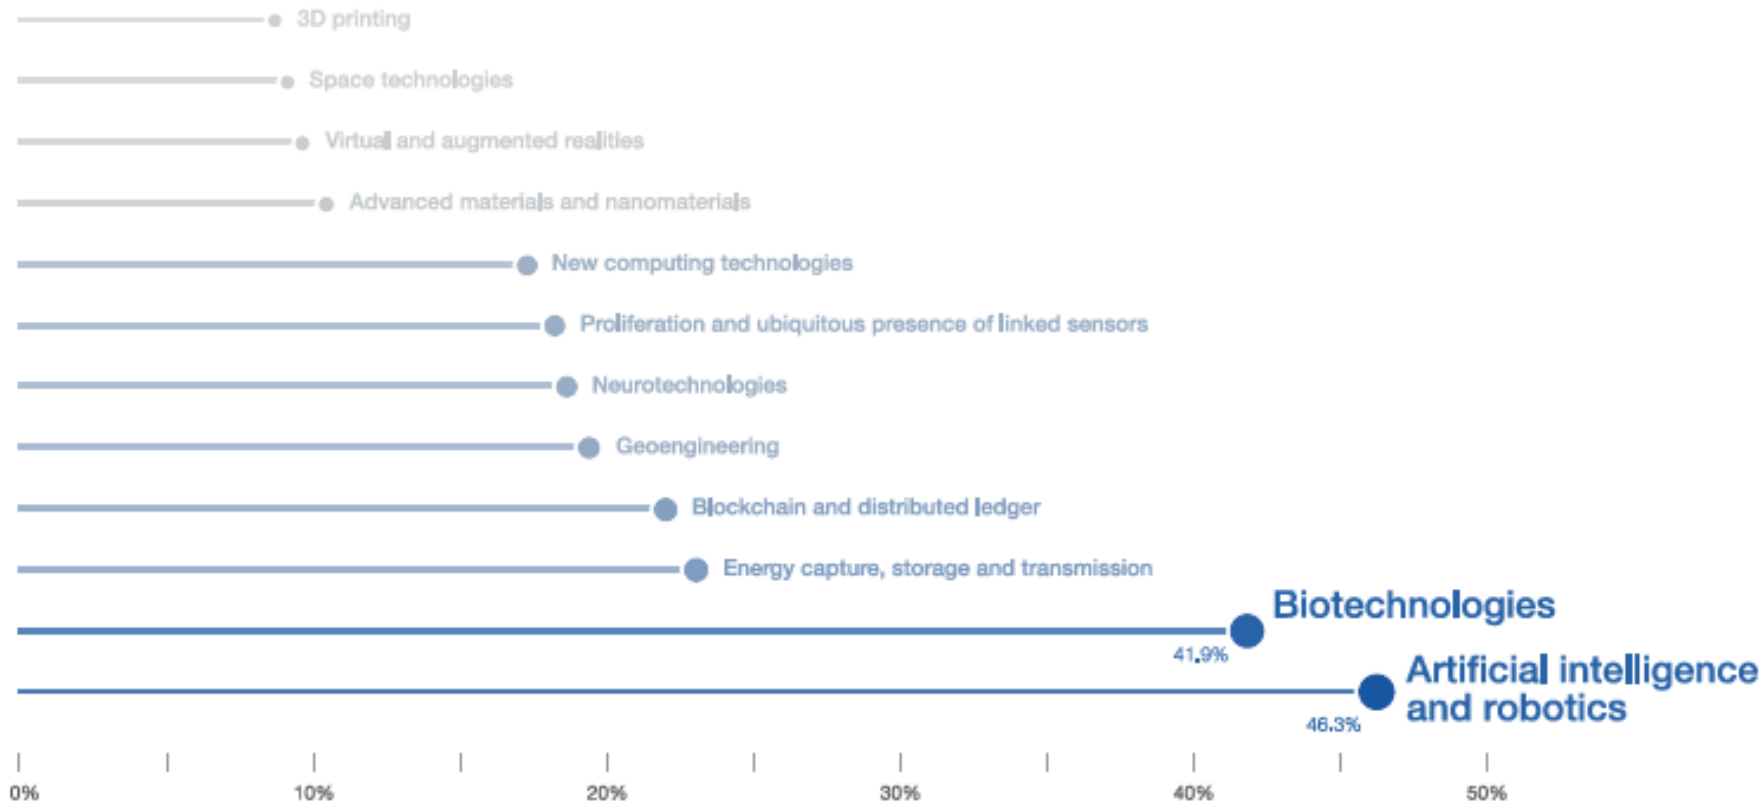 3D printing
Space technologies
Virtual and augmented realities
Advanced materials and nanomaterials
New computing technologies
Proliferation and ubiquitous presence of linked sensors
Neurotechnologies
Geoengineering
Blockchain and distributed ledger
Energy capture, storage and transmission
Biotechnologies
41.9%
Artificial intelligence
and robotics
46.3%
0% 10% 20% 30% 40% 50%